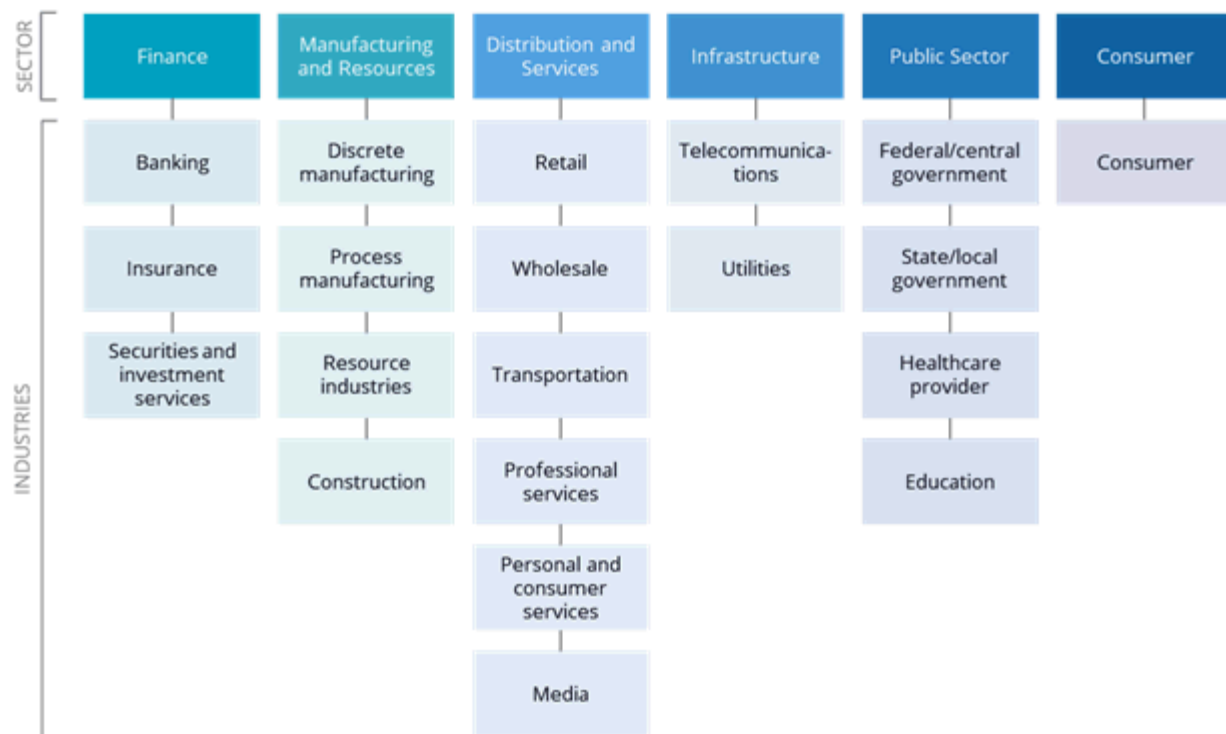 SECTOR
Finance
Manufacturing
and Resources
Distribution and
Services
Infrastructure
Public Sector
Consumer
INDUSTRIES
Banking
Insurance
Securities and
investment
services
Discrete
manufacturing
Process
manufacturing
Resource
industries
Construction
Retail
Wholesale
Transportation
Professional
services
Personal and
consumer
services
Media
Telecommunica-
tions
Utilities
Federal/central
government
State/local
government
Healthcare
provider
Education
Consumer